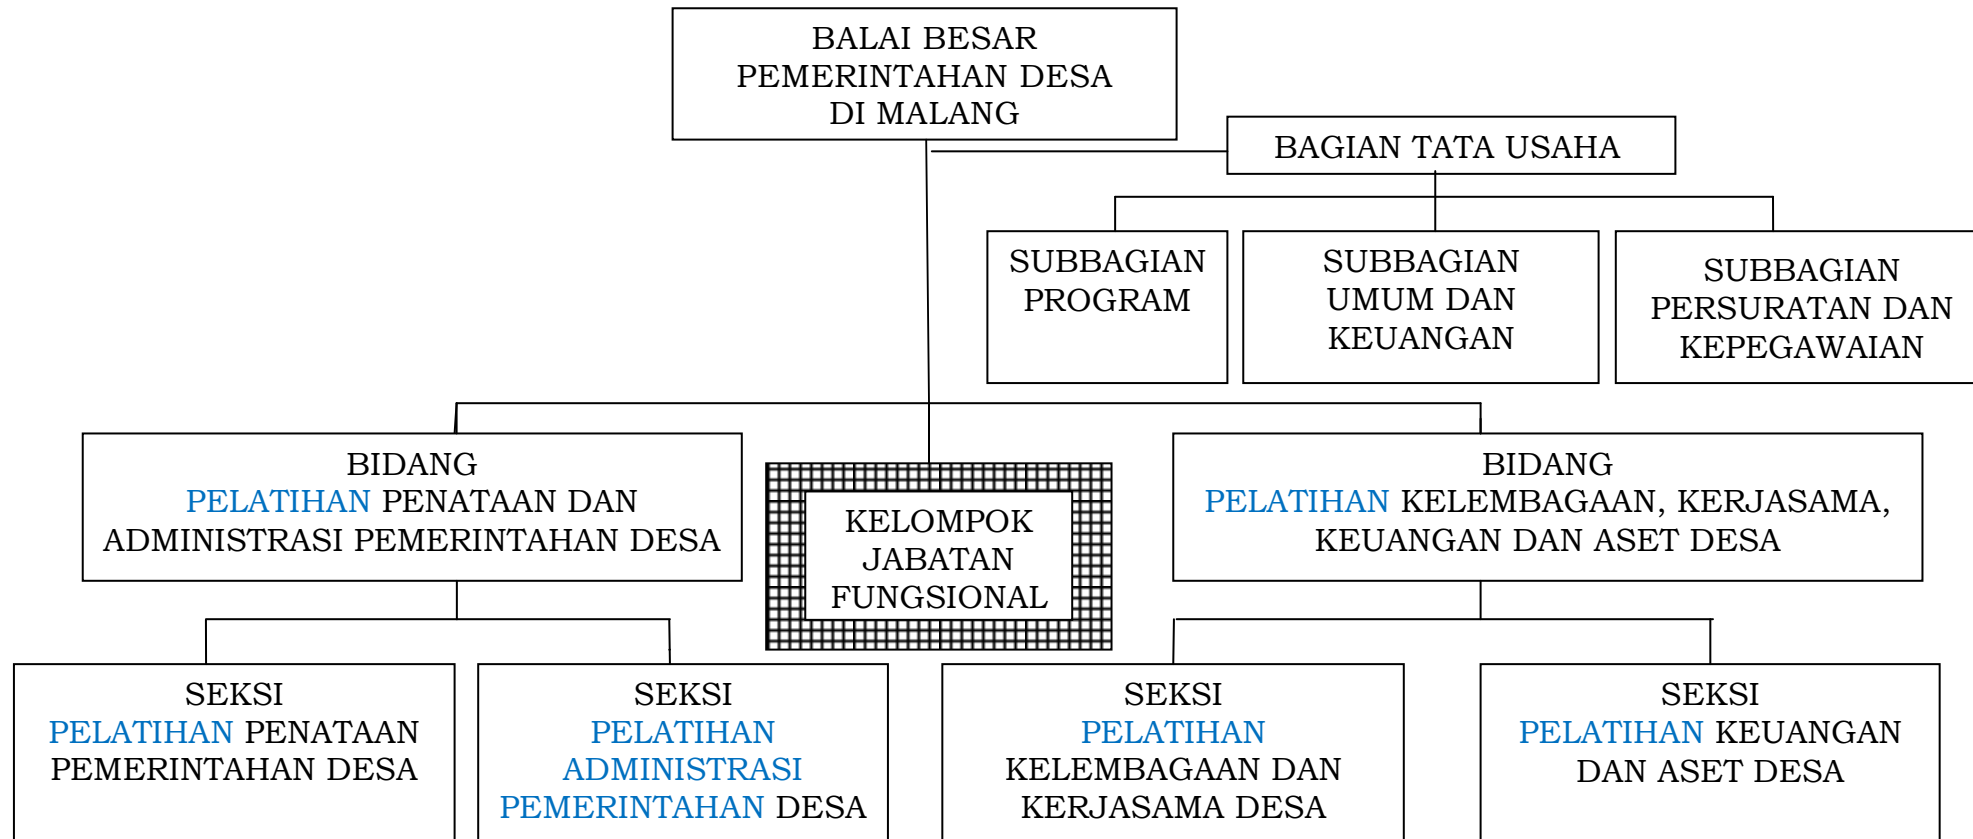 BALAI BESAR
PEMERINTAHAN DESA
DI MALANG
BAGIAN TATA USAHA
SUBBAGIAN
PROGRAM
SUBBAGIAN
UMUM DAN
KEUANGAN
SUBBAGIAN
PERSURATAN DAN
KEPEGAWAIAN
BIDANG
PELATIHAN PENATAAN DAN
ADMINISTRASI PEMERINTAHAN DESA
KELOMPOK
JABATAN
FUNGSIONAL
BIDANG
PELATIHAN KELEMBAGAAN, KERJASAMA,
KEUANGAN DAN ASET DESA
SEKSI
PELATIHAN PENATAAN
PEMERINTAHAN DESA
SEKSI
PELATIHAN
ADMINISTRASI
PEMERINTAHAN DESA
SEKSI
PELATIHAN
KELEMBAGAAN DAN
KERJASAMA DESA
SEKSI
PELATIHAN KEUANGAN
DAN ASET DESA